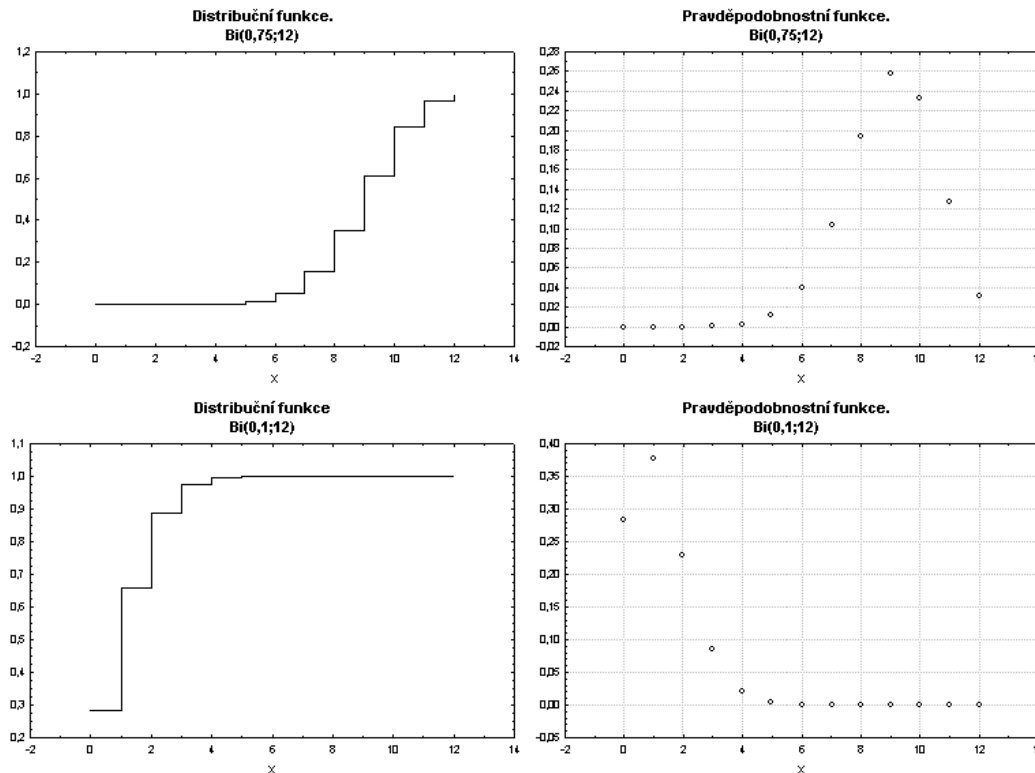 Distribuční funkce.
Bi(0,75;12)
1,2
1,0
0,8
0,6
0,4
0,2
0,0
-0,2
-2 0 2 4 6 8 10 12 14
X
Pravděpodobnostní funkce.
Bi(0,75;12)
0,28
0,26
0,24
0,22
0,20
0,18
0,16
0,14
0,12
0,10
0,08
0,06
0,04
0,02
0,00
-0,02
-2 0 2 4 6 8 10 12 14
X
Distribuční funkce
Bi(0,1;12)
1,1
1,0
0,9
0,8
0,7
0,6
0,5
0,4
0,3
0,2
-2 0 2 4 6 8 10 12 14
X
Pravděpodobnostní funkce.
Bi(0,1;12)
0,40
0,35
0,30
0,25
0,20
0,15
0,10
0,05
0,00
-0,05
-2 0 2 4 6 8 10 12 14
X